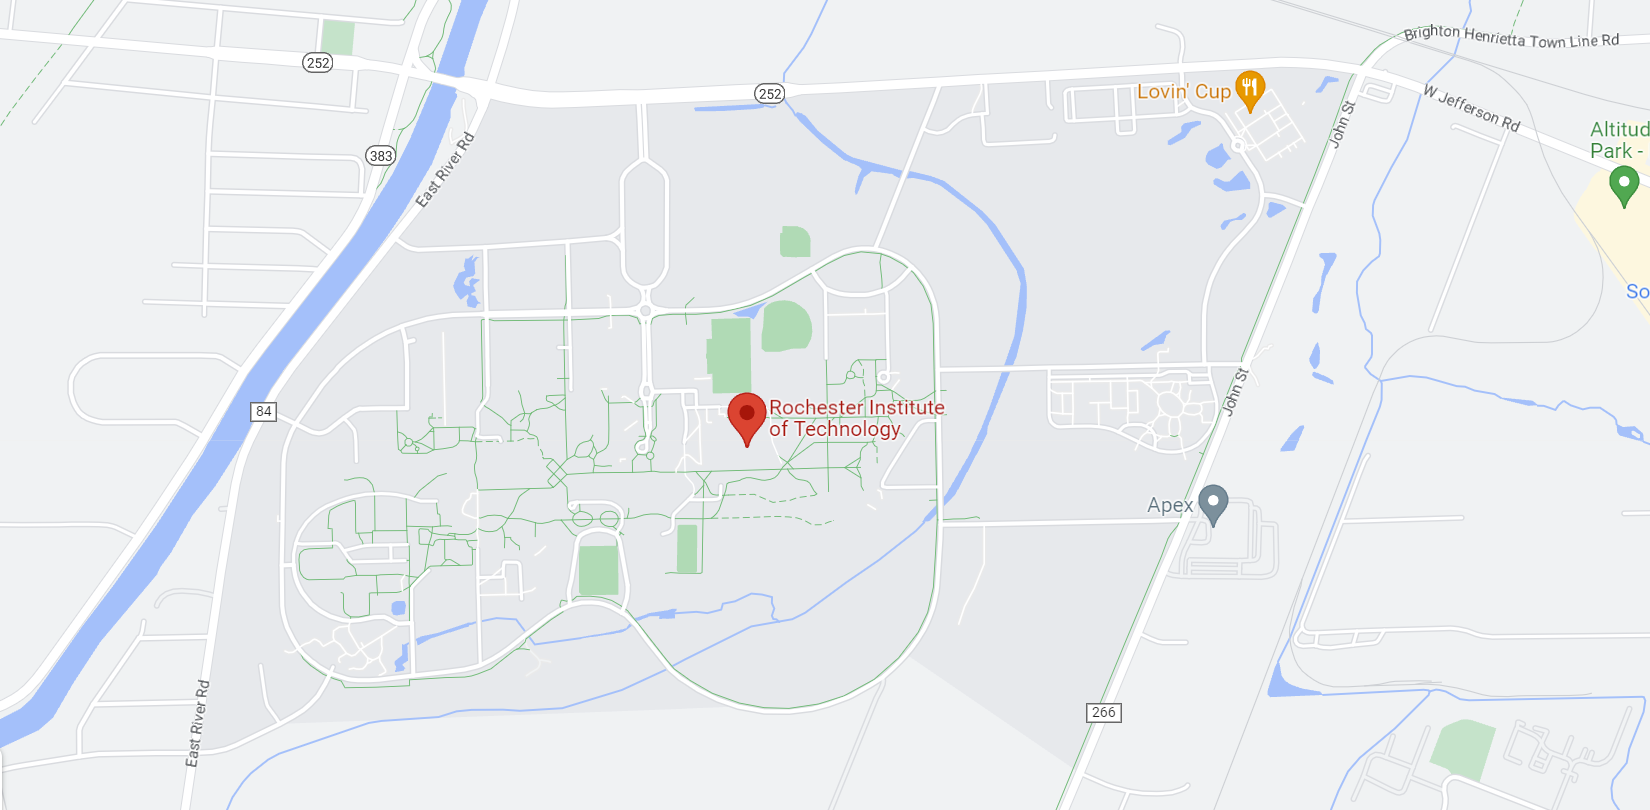 Brighton Henrietta Town Line Rd
252
252
Lovin' Cup
W Jefferson Rd
John St
Altitud
Park -
383
East River Rd
So
John St
84
Rochester Institute
of Technology
Apex
East River Rd
266